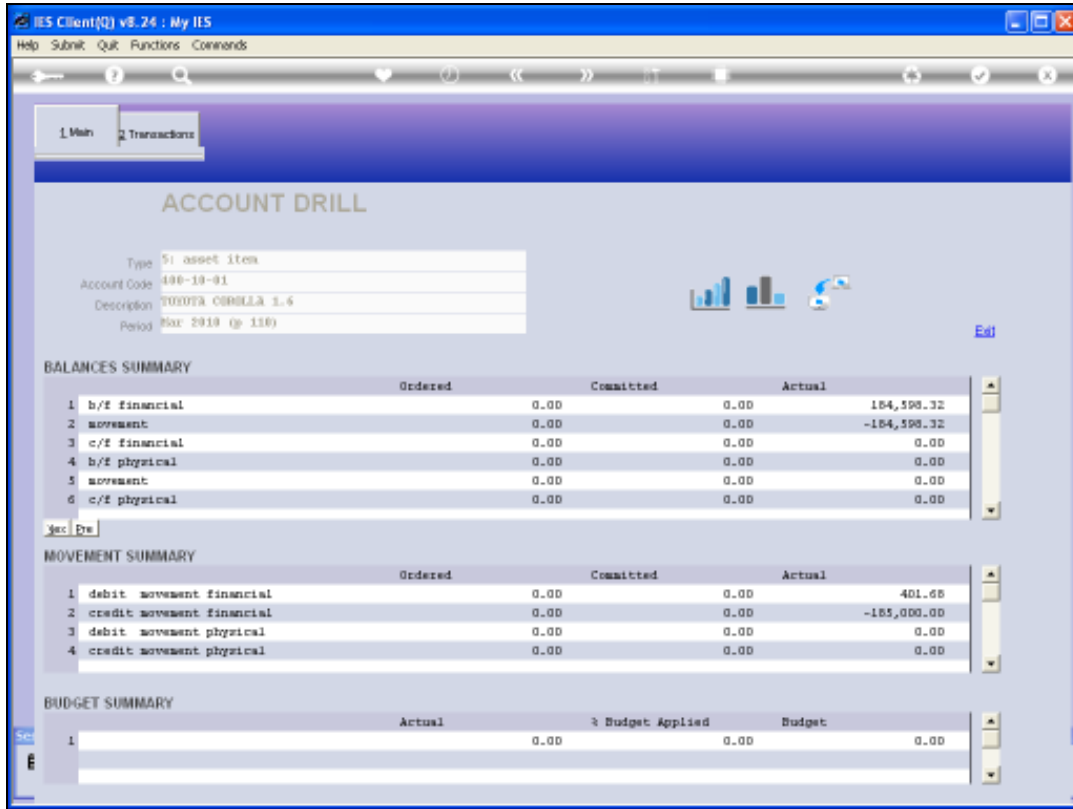 IES Client(Q) v8.24 : My IES
Help Submit Quit Functions Commands
1 Main 2 Transactions
ACCOUNT DRILL
Type 5: asset item
Account Code 400-10-01
Description TOYOTA COROLLA 1.6
Period Mar 2010 (p 110)
Exit
BALANCES SUMMARY
Ordered Committed Actual
1 b/f financial 0.00 0.00 184,598.32
2 movement 0.00 0.00 -184,598.32
3 c/f financial 0.00 0.00 0.00
4 b/f physical 0.00 0.00 0.00
5 movement 0.00 0.00 0.00
6 c/f physical 0.00 0.00 0.00
Pre
MOVEMENT SUMMARY
Ordered Committed Actual
1 debit movement financial 0.00 0.00 401.68
2 credit movement financial 0.00 0.00 -185,000.00
3 debit movement physical 0.00 0.00 0.00
4 credit movement physical 0.00 0.00 0.00
BUDGET SUMMARY
Actual % Budget Applied Budget
1 0.00 0.00 0.00